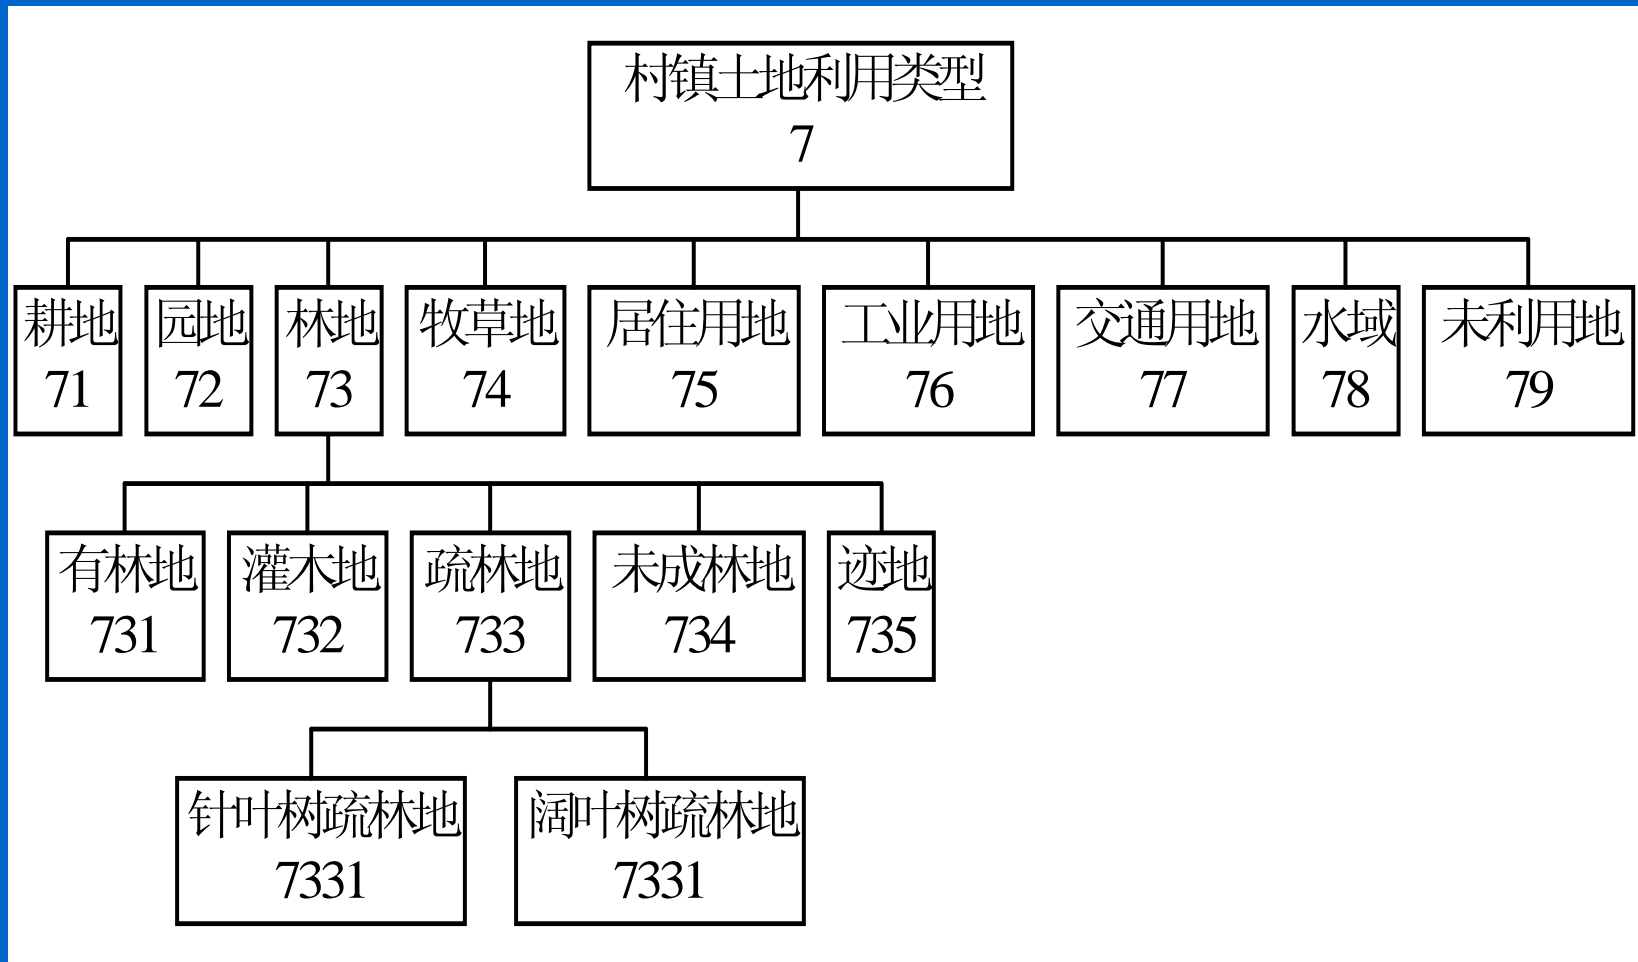 村镇土地利用类型
7
耕地
71
园地
72
林地
73
牧草地
74
居住用地
75
工业用地
76
交通用地
77
水域
78
未利用地
79
有林地
731
灌木地
732
疏林地
733
未成林地
734
迹地
735
针叶树疏林地
7331
阔叶树疏林地
7331